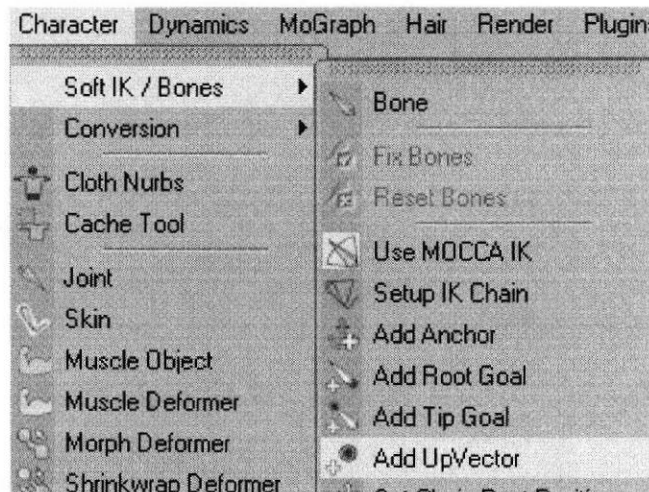 Character Dynamics MoGraph Hair Render Plugins
Soft IK / Bones
Conversion
Cloth Nurbs
Cache Tool
Joint
Skin
Muscle Object
Muscle Deformer
Morph Deformer
Shrinkwrap Deformer
Bone
Fix Bones
Reset Bones
Use MOCCA IK
Setup IK Chain
Add Anchor
Add Root Goal
Add Tip Goal
Add UpVector